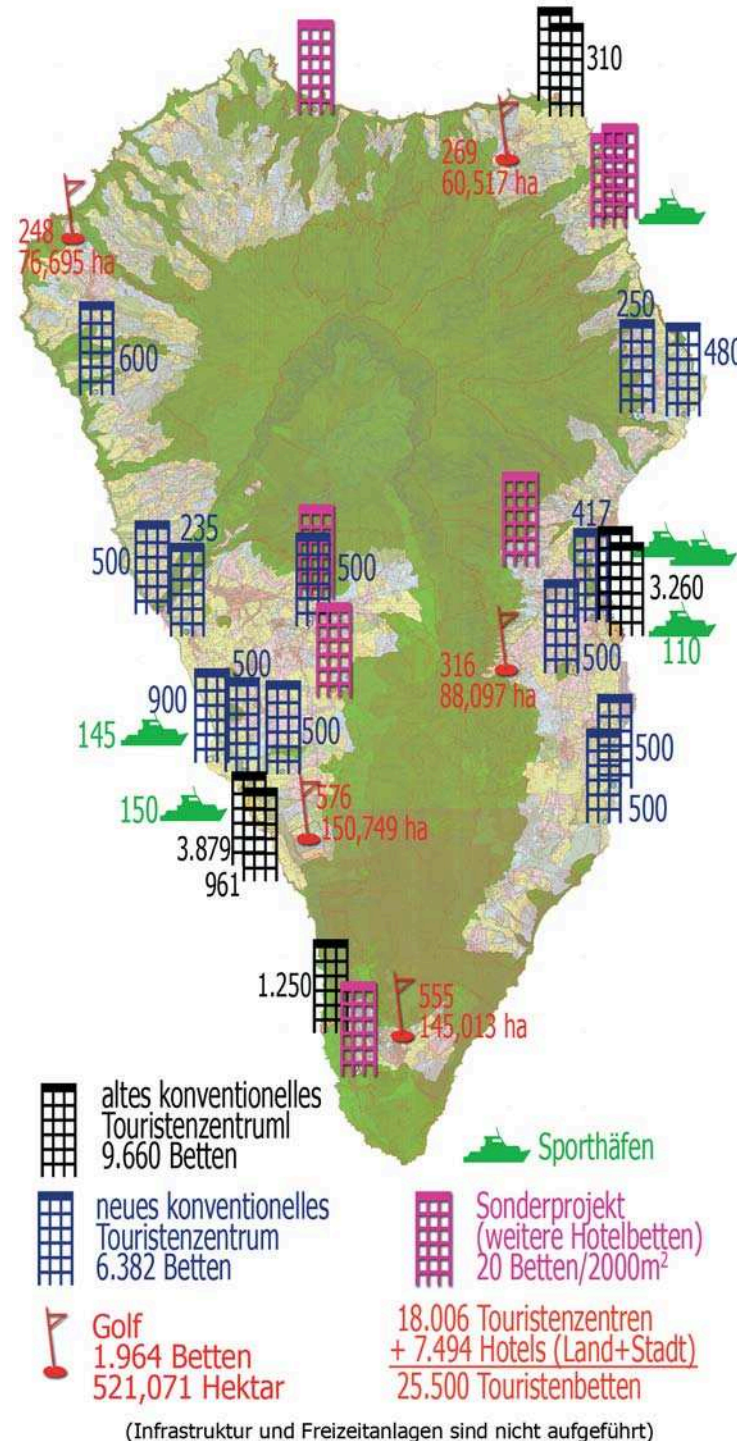 310
269
60,517 ha
248
76,695 ha
250
480
600
235
500
417
500
3.260
110
316
88,097 ha
500
500
900
500
145
500
500
150
576
150,749 ha
3.879
961
1.250
555
145,013 ha
altes konventionelles
Touristenzentruml
9.660 Betten
Sporthäfen
neues konventionelles
Touristenzentrum
6.382 Betten
Sonderprojekt
(weitere Hotelbetten)
20 Betten/2000m²
Golf
1.964 Betten
521,071 Hektar
18.006 Touristenzentren
+ 7.494 Hotels (Land+Stadt)
25.500 Touristenbetten
(Infrastruktur und Freizeitanlagen sind nicht aufgeführt)